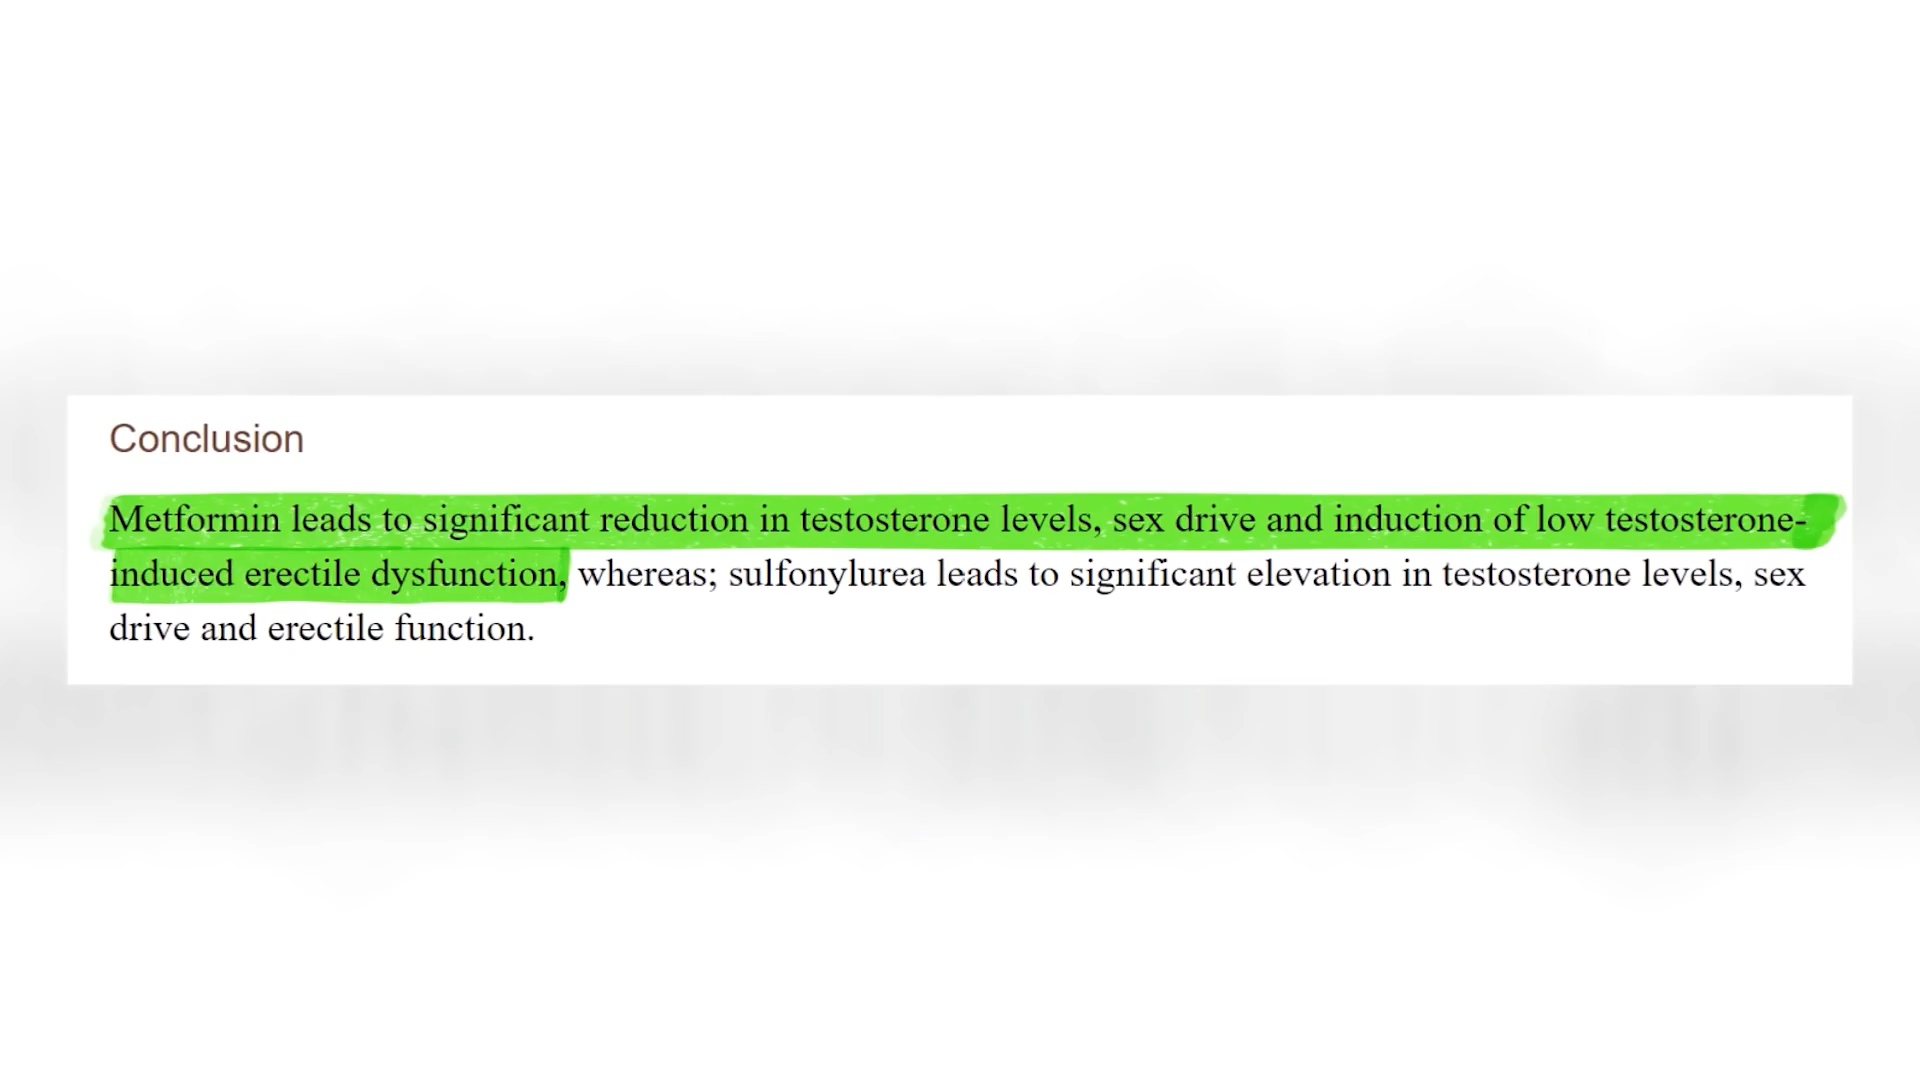 Conclusion
Metformin leads to significant reduction in testosterone levels, sex drive and induction of low testosterone-
induced erectile dysfunction, whereas; sulfonylurea leads to significant elevation in testosterone levels, sex
drive and erectile function.